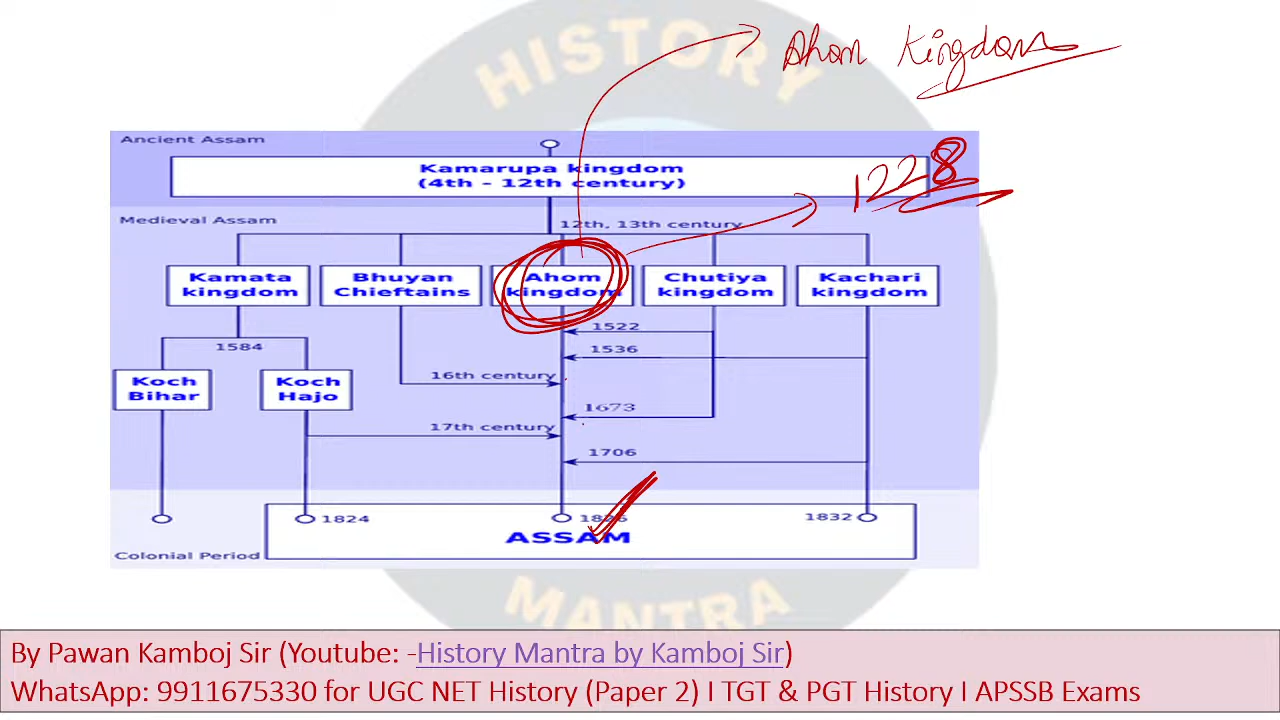 HISTORY
Ahom Kingdom
Ancient Assam
Kamarupa kingdom
(4th - 12th century)
1228
Medieval Assam
12th, 13th century
Kamata
kingdom
Bhuyan
Chieftains
Ahom
kingdom
Chutiya
kingdom
Kachari
kingdom
1522
1584
1536
Koch
Bihar
Koch
Hajo
16th century
1673
17th century
1706
1824
1832
ASSAM
Colonial Period
MANTRA
By Pawan Kamboj Sir (Youtube: -History Mantra by Kamboj Sir)
WhatsApp: 9911675330 for UGC NET History (Paper 2) I TGT & PGT History I APSSB Exams